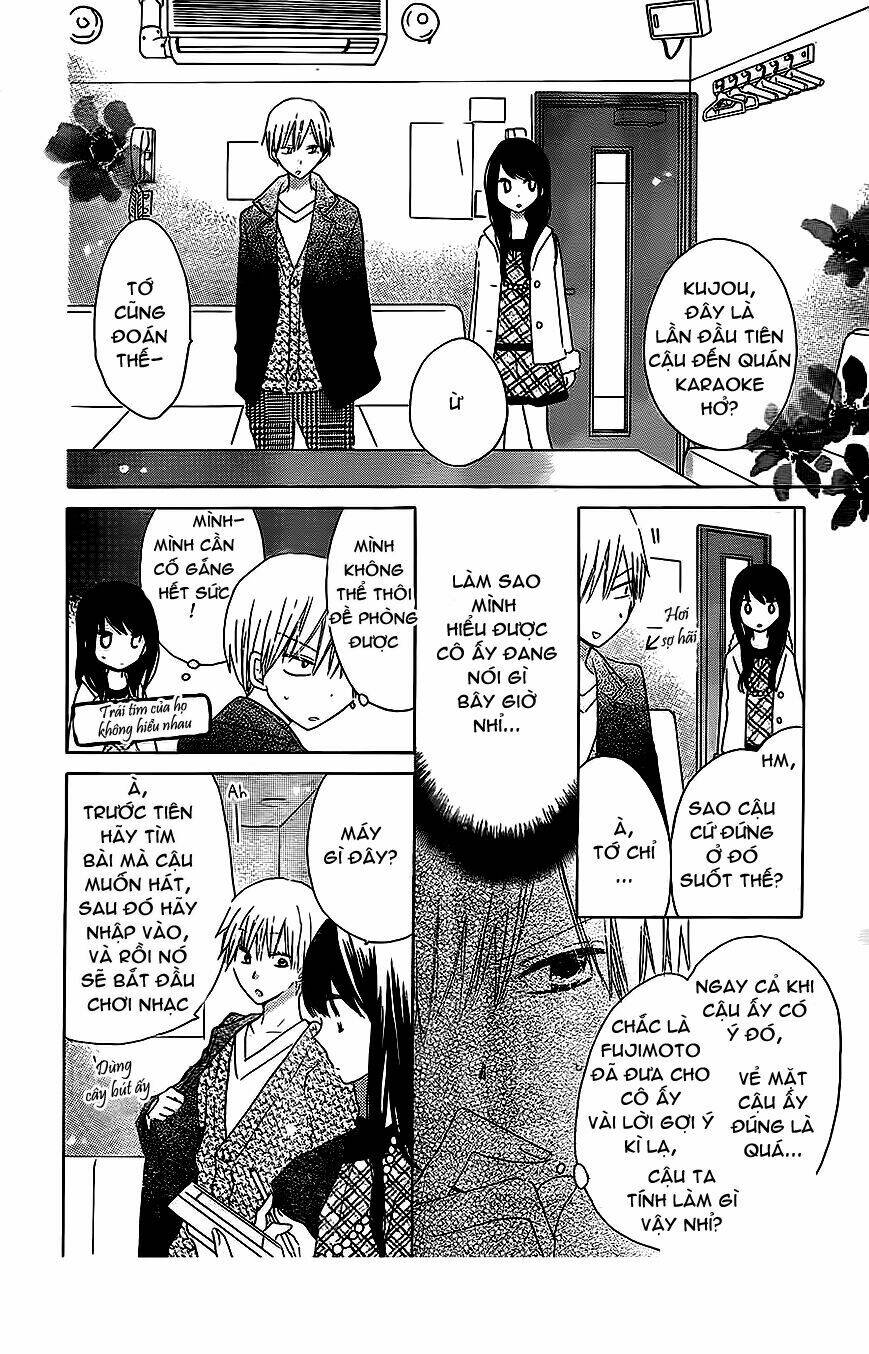 KUJOU,
ĐÂY LÀ
LẦN ĐẦU TIÊN
CẬU ĐẾN QUÁN
KARAOKE
HỞ?
Ừ
TỚ
CŨNG
ĐOÁN
THẾ-
HM,
SAO CẬU
CỨ ĐỨNG
Ở ĐÓ
SUỐT THẾ?
Hơi
sợ hãi
À,
TỚ CHỈ
...
LÀM SAO
MÌNH
HIỂU ĐƯỢC
CÔ ẤY ĐANG
NÓI GÌ
BÂY GIỜ
NHỈ...
MÌNH
KHÔNG
THỂ THÔI
ĐỀ PHÒNG
ĐƯỢC
MÌNH-
MÌNH CẦN
CỐ GẮNG
HẾT SỨC
!
Trái tim của họ
không hiểu nhau
NGAY CẢ KHI
CẬU ẤY CÓ
Ý ĐÓ,
VẺ MẶT
CẬU ẤY
ĐÚNG LÀ
QUÁ...
CHẮC LÀ
FUJIMOTO
ĐÃ ĐƯA CHO
CÔ ẤY
VÀI LỜI GỢI Ý
KÌ LẠ,
CẬU TA
TÍNH LÀM GÌ
VẬY NHỈ?
MÁY
GÌ ĐÂY?
Ah
À,
TRƯỚC TIÊN
HÃY TÌM
BÀI MÀ CẬU
MUỐN HÁT,
SAU ĐÓ HÃY
NHẬP VÀO,
VÀ RỒI NÓ
SẼ BẮT ĐẦU
CHƠI NHẠC
Dùng
cây bút ấy